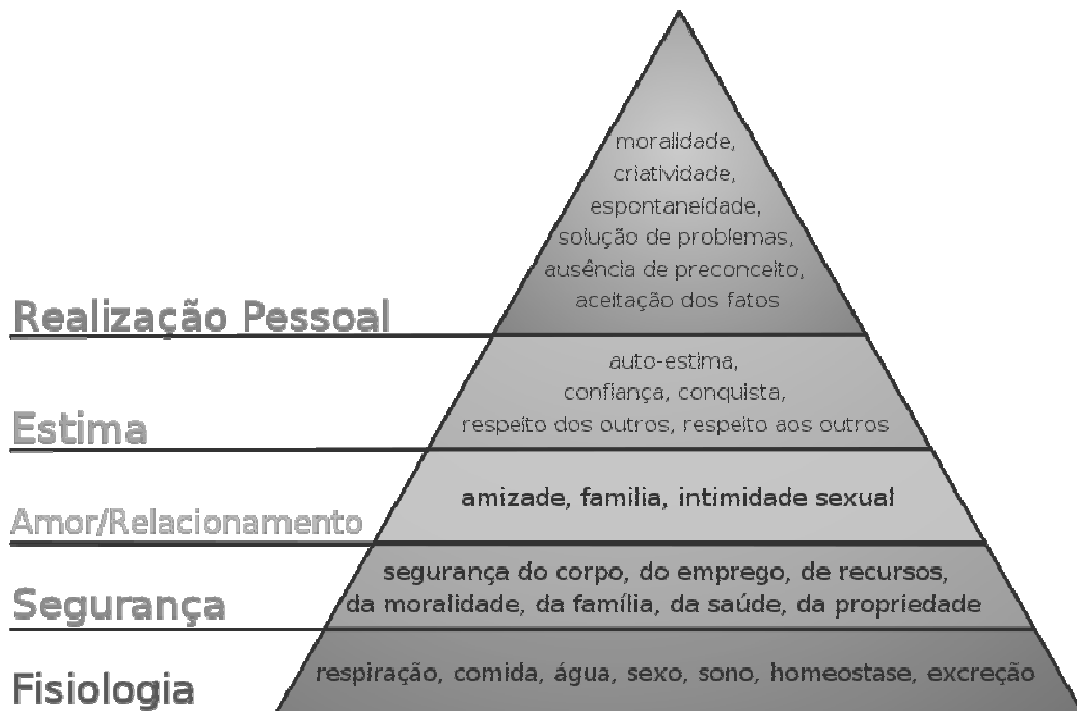 moralidade,
criatividade,
espontaneidade,
solução de problemas,
ausência de preconceito,
aceitação dos fatos
Realização Pessoal
auto-estima,
confiança, conquista,
respeito dos outros, respeito aos outros
Estima
amizade, família, intimidade sexual
Amor/Relacionamento
segurança do corpo, do emprego, de recursos,
da moralidade, da família, da saúde, da propriedade
Segurança
respiração, comida, água, sexo, sono, homeostase, excreção
Fisiologia